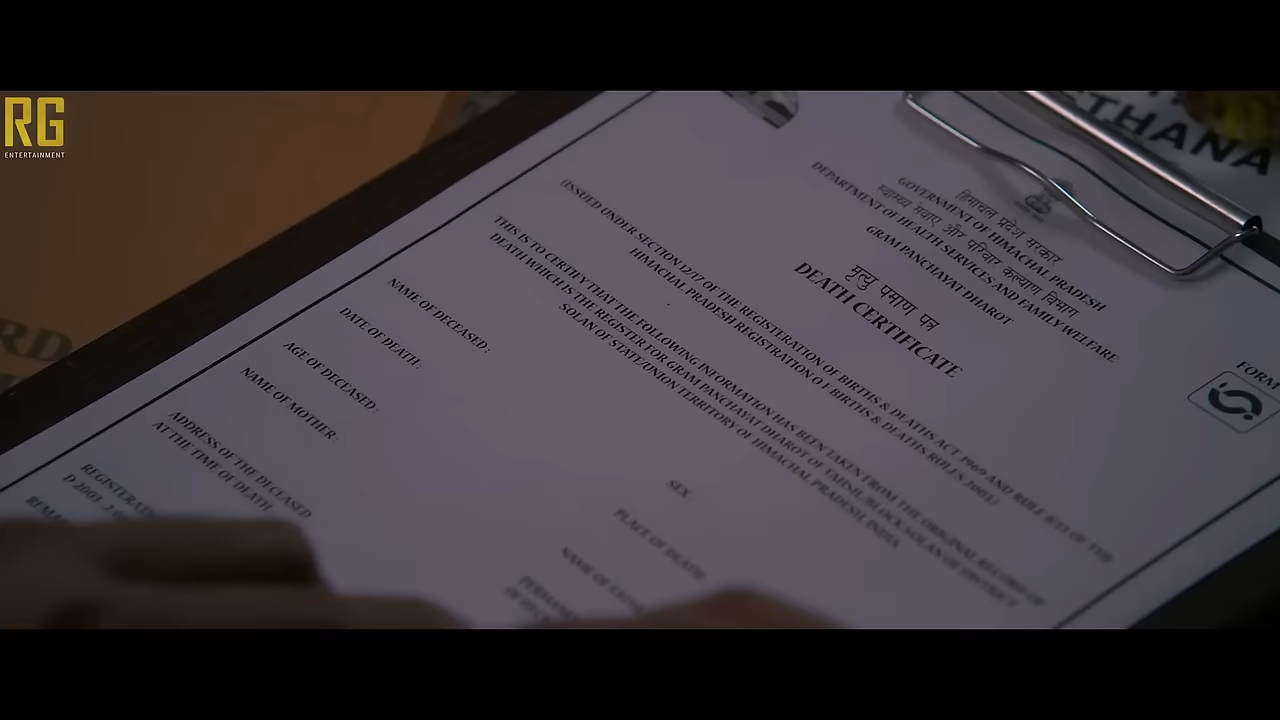 RG
ENTERTAINMENT
THANA
हिमाचल प्रदेश सरकार
GOVERNMENT OF HIMACHAL PRADESH
स्वास्थ्य सेवाएं और परिवार कल्याण विभाग
DEPARTMENT OF HEALTH SERVICES AND FAMILY WELFARE
GRAM PANCHAYAT DHAROT
FORM
मृत्यु प्रमाण पत्र
DEATH CERTIFICATE
(ISSUED UNDER SECTION 12/17 OF THE REGISTRATION OF BIRTHS & DEATHS ACT 1969 AND RULE 8/13 OF THE
HIMACHAL PRADESH REGISTRATION OF BIRTHS & DEATHS RULES 2003.)
THIS IS TO CERTIFY THAT THE FOLLOWING INFORMATION HAS BEEN TAKEN FROM THE ORIGINAL RECORD OF
DEATH WHICH IS THE REGISTER FOR GRAM PANCHAYAT DHAROT OF TAHSIL/BLOCK SOLAN OF DISTRICT
SOLAN OF STATE/UNION TERRITORY OF HIMACHAL PRADESH, INDIA
NAME OF DECEASED :
SEX
DATE OF DEATH:
PLACE OF DEATH
AGE OF DECEASED :
NAME OF
NAME OF MOTHER:
ADDRESS OF THE DECEASED
AT THE TIME OF DEATH
RD